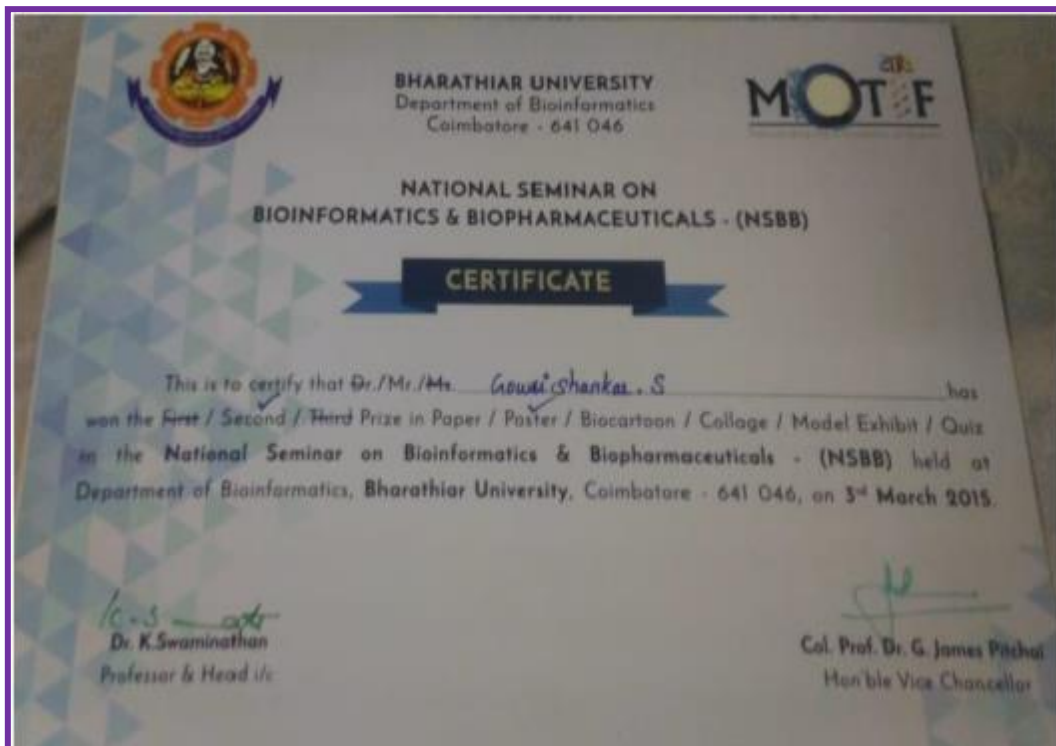 BHARATHIAR UNIVERSITY
Department of Bioinformatics
Coimbatore - 641 046
MOTIF
NATIONAL SEMINAR ON
BIOINFORMATICS & BIOPHARMACEUTICALS - (NSBB)
CERTIFICATE
This is to certify that Dr./Mr./Ms. Gowri Shankar. S has
won the First / Second / Third Prize in Paper / Poster / Biocartoon / Collage / Model Exhibit / Quiz
in the National Seminar on Bioinformatics & Biopharmaceuticals - (NSBB) held at
Department of Bioinformatics, Bharathiar University, Coimbatore - 641 046, on 3rd March 2015.
Dr. K.Swaminathan
Professor & Head i/c
Col. Prof. Dr. G. James Pitchai
Hon'ble Vice Chancellor